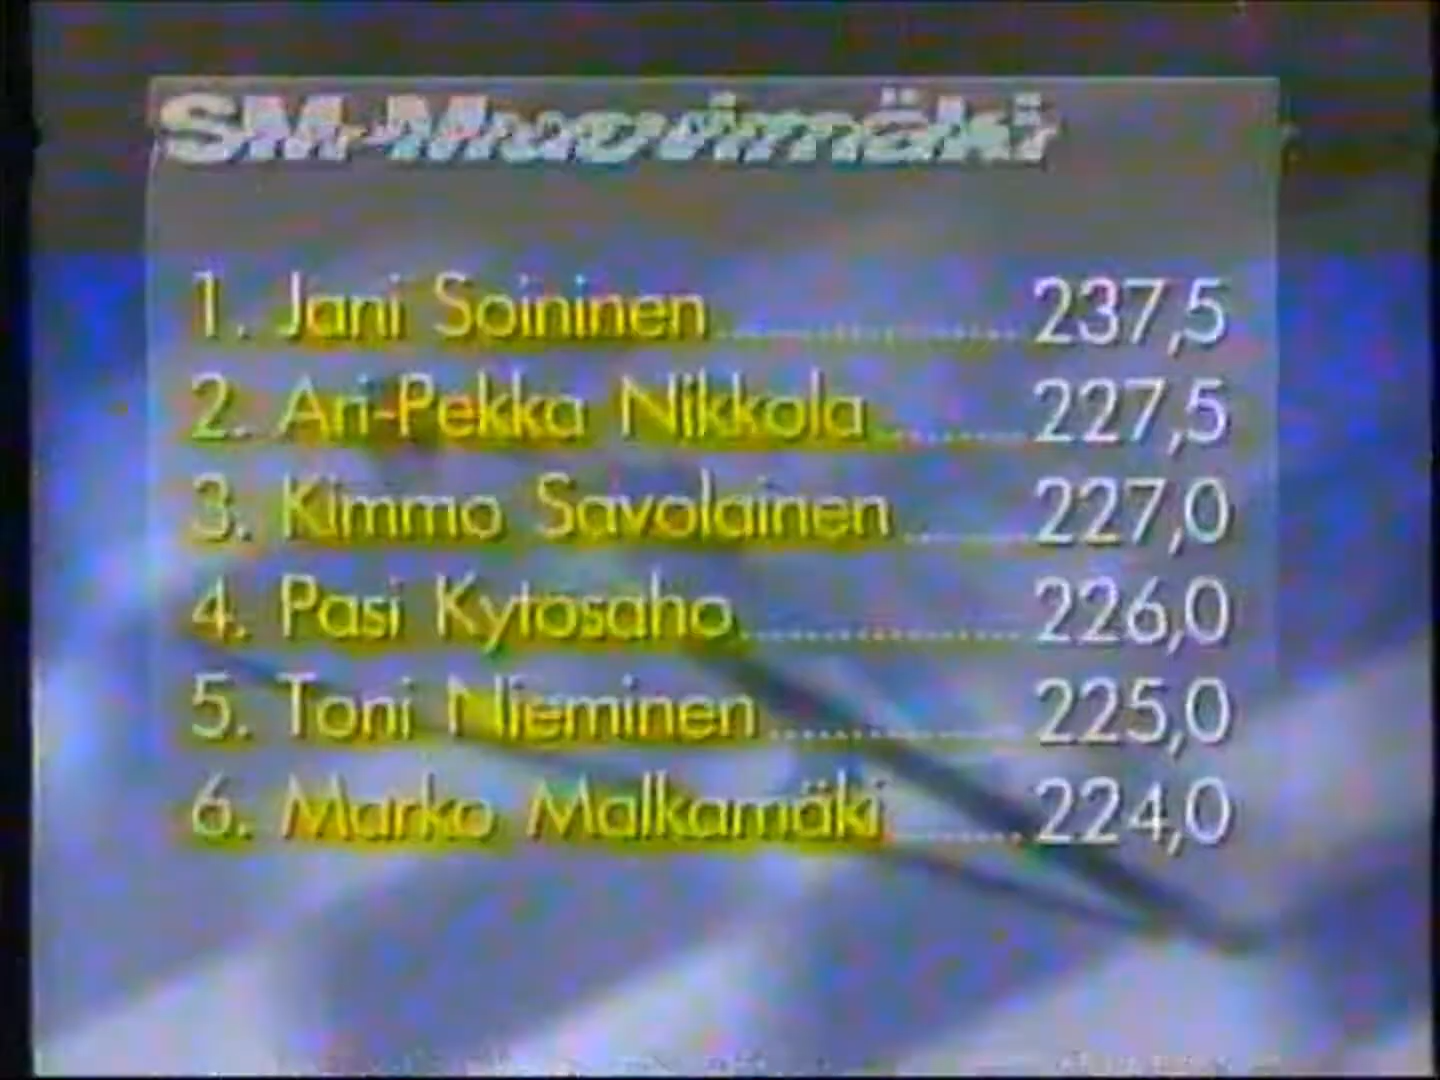 SM-Muovimäki
1. Jani Soininen 237,5
2. Ari-Pekka Nikkola 227,5
3. Kimmo Savolainen 227,0
4. Pasi Kytosaho 226,0
5. Toni Nieminen 225,0
6. Marko Malkamäki 224,0